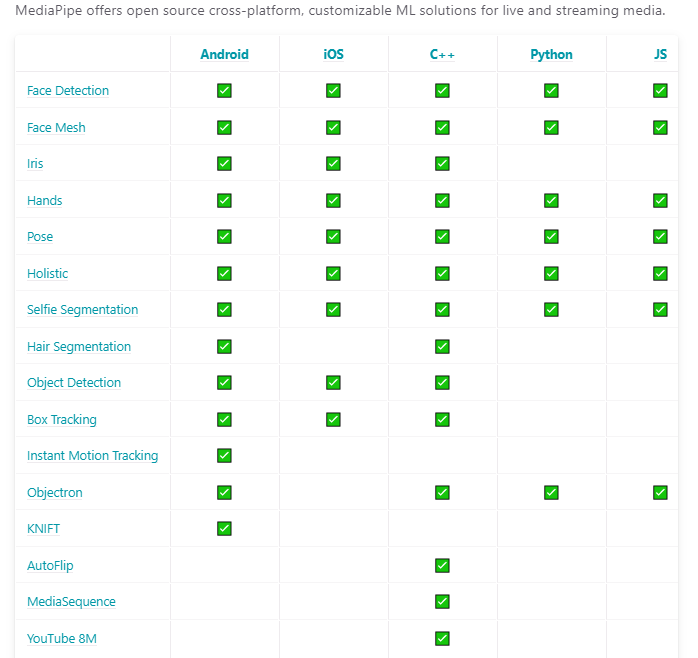 MediaPipe offers open source cross-platform, customizable ML solutions for live and streaming media.
Android iOS C++ Python JS
Face Detection ✅ ✅ ✅ ✅ ✅
Face Mesh ✅ ✅ ✅ ✅ ✅
Iris ✅ ✅ ✅
Hands ✅ ✅ ✅ ✅ ✅
Pose ✅ ✅ ✅ ✅ ✅
Holistic ✅ ✅ ✅ ✅ ✅
Selfie Segmentation ✅ ✅ ✅ ✅ ✅
Hair Segmentation ✅ ✅
Object Detection ✅ ✅ ✅
Box Tracking ✅ ✅ ✅
Instant Motion Tracking ✅
Objectron ✅ ✅ ✅ ✅
KNIFT ✅
AutoFlip ✅
MediaSequence ✅
YouTube 8M ✅